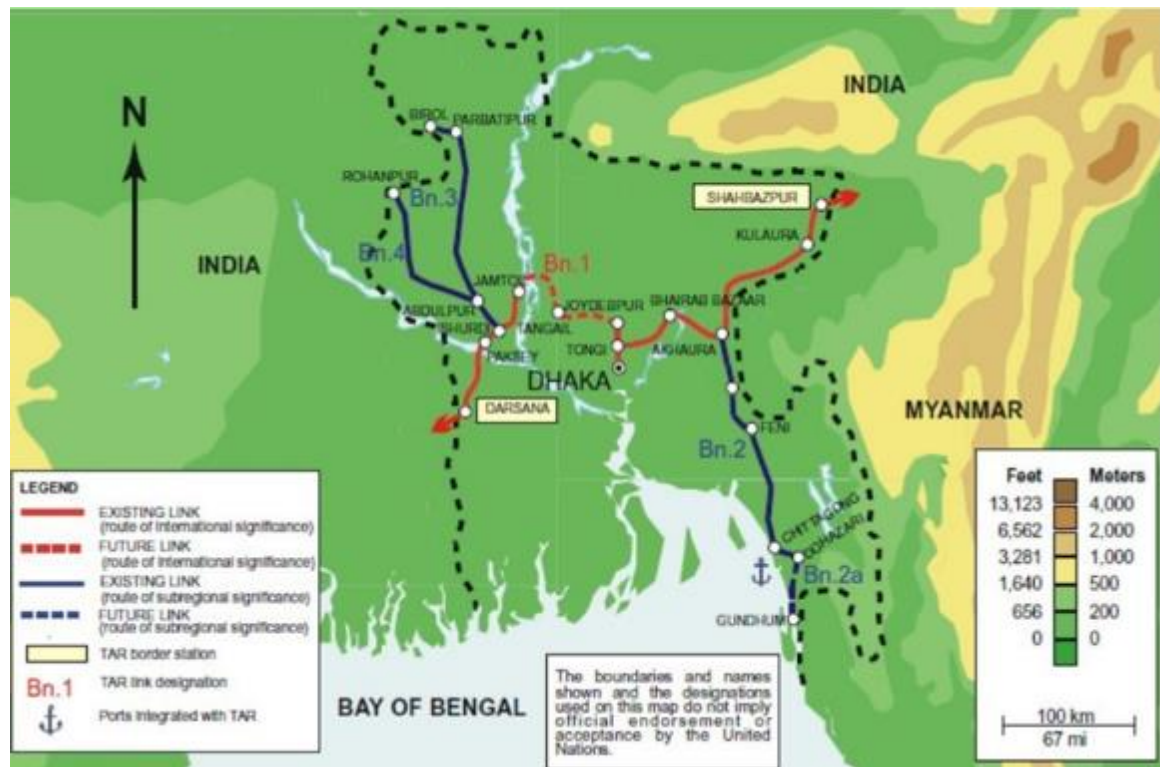 N
INDIA
BIROL
PARBATIPUR
ROHANPUR
Bn.3
SHAHBAZPUR
KULAURA
INDIA
Bn.4
Bn.1
JAMTOIL
ABDULPUR
JOYDEBPUR
BHAIRAB BAZAAR
TANGAIL
PAKSEY
TONGI
AKHAURA
DHAKA
DARSANA
MYANMAR
FENI
Bn.2
CHITTAGONG
DOHAZARI
Bn.2a
GUNDHUM
BAY OF BENGAL
LEGEND
EXISTING LINK
(route of International significance)
FUTURE LINK
(route of International significance)
EXISTING LINK
(route of subregional significance)
FUTURE LINK
(route of subregional significance)
TAR border station
Bn.1 TAR link designation
Ports Integrated with TAR
The boundaries and names
shown and the designations
used on this map do not imply
official endorsement or
acceptance by the United
Nations.
Feet Meters
13,123 4,000
6,562 2,000
3,281 1,000
1,640 500
656 200
0 0
100 km
67 mi